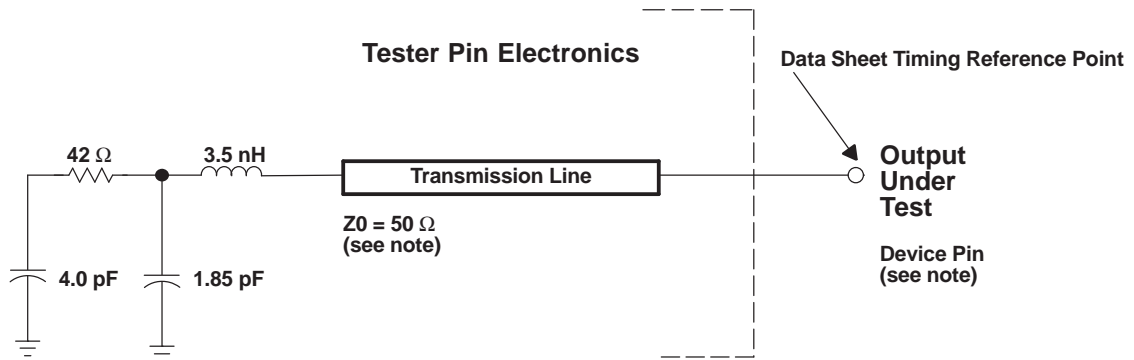 Tester Pin Electronics
Data Sheet Timing Reference Point
42 Ω
3.5 nH
Transmission Line
Output
Under
Test
Z0 = 50 Ω
(see note)
Device Pin
(see note)
4.0 pF
1.85 pF